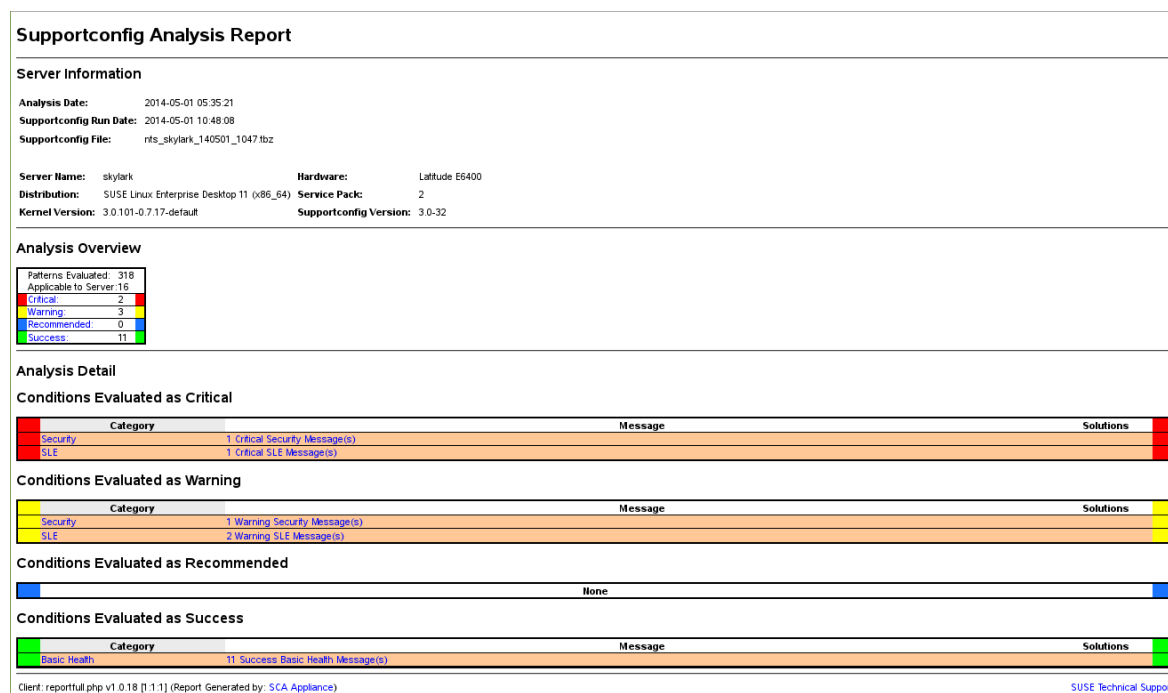 Supportconfig Analysis Report
Server Information
Analysis Date: 2014-05-01 05:35:21
Supportconfig Run Date: 2014-05-01 10:48:08
Supportconfig File: nts_skylark_140501_1047.tbz
Server Name: skylark Hardware: Latitude E6400
Distribution: SUSE Linux Enterprise Desktop 11 (x86_64) Service Pack: 2
Kernel Version: 3.0.101-0.7.17-default Supportconfig Version: 3.0-32
Analysis Overview
Patterns Evaluated: 318
Applicable to Server: 16
Critical: 2
Warning: 3
Recommended: 0
Success: 11
Analysis Detail
Conditions Evaluated as Critical
Category Message Solutions
Security 1 Critical Security Message(s)
SLE 1 Critical SLE Message(s)
Conditions Evaluated as Warning
Category Message Solutions
Security 1 Warning Security Message(s)
SLE 2 Warning SLE Message(s)
Conditions Evaluated as Recommended
None
Conditions Evaluated as Success
Category Message Solutions
Basic Health 11 Success Basic Health Message(s)
Client: reportfull.php v1.0.18 [1:1:1] (Report Generated by: SCA Appliance) SUSE Technical Suppo